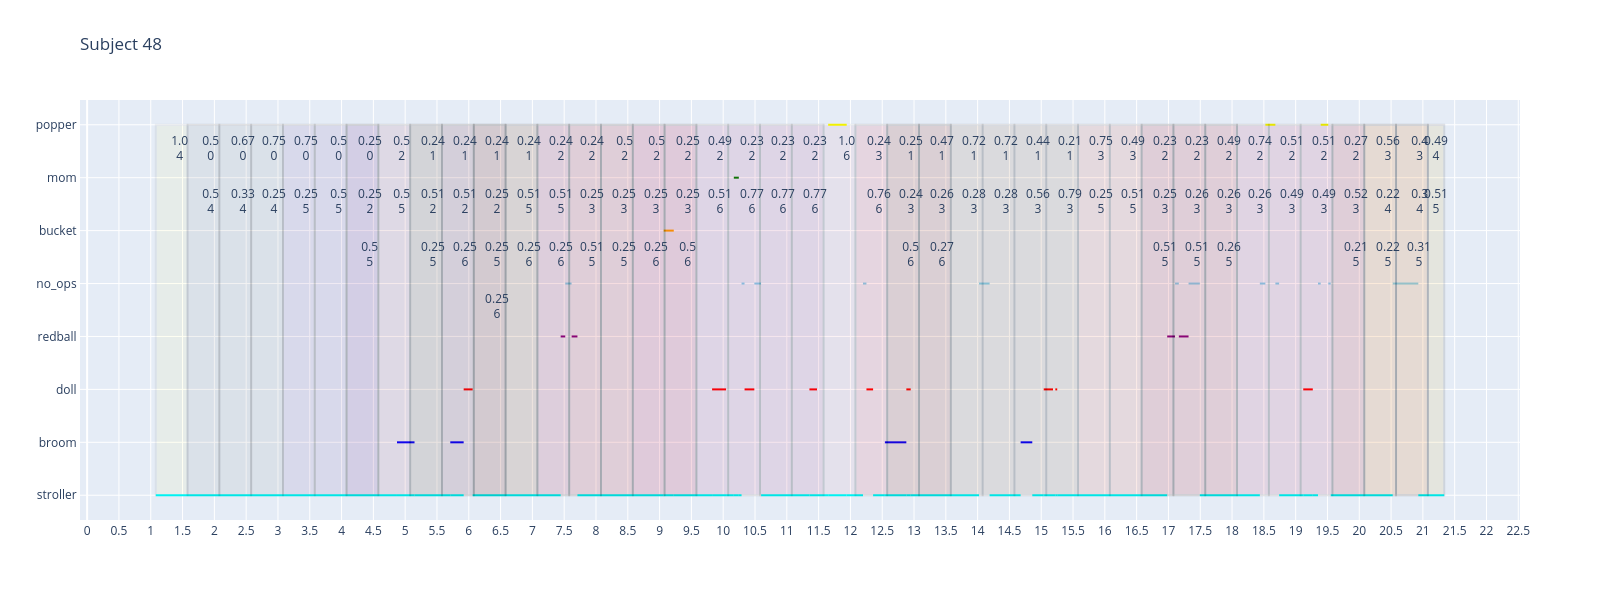 Subject 48
popper
1.0 0.5 0.67 0.75 0.75 0.5 0.25 0.5 0.24 0.24 0.24 0.24 0.24 0.24 0.5 0.5 0.25 0.49 0.23 0.23 0.23 1.0 0.24 0.25 0.47 0.72 0.72 0.44 0.21 0.75 0.49 0.23 0.23 0.49 0.74 0.51 0.51 0.27 0.56 0.4 0.49
4 0 0 0 0 0 0 2 1 1 1 1 2 2 2 2 2 2 2 2 2 6 3 1 1 1 1 1 1 3 3 2 2 2 2 2 2 2 3 3 4
mom
0.5 0.33 0.25 0.25 0.5 0.25 0.5 0.51 0.51 0.25 0.51 0.51 0.25 0.25 0.25 0.25 0.51 0.77 0.77 0.77 0.76 0.24 0.26 0.28 0.28 0.56 0.79 0.25 0.51 0.25 0.26 0.26 0.26 0.49 0.49 0.52 0.22 0.3 0.51
4 4 4 5 5 2 5 2 2 2 5 5 3 3 3 3 6 6 6 6 6 3 3 3 3 3 3 5 5 3 3 3 3 3 3 3 4 4 5
bucket
0.5 0.25 0.25 0.25 0.25 0.25 0.51 0.25 0.25 0.5 0.5 0.27 0.51 0.51 0.26 0.21 0.22 0.31
5 5 6 5 6 6 5 5 6 6 6 6 5 5 5 5 5 5
no_ops
0.25
6
redball
doll
broom
stroller
0 0.5 1 1.5 2 2.5 3 3.5 4 4.5 5 5.5 6 6.5 7 7.5 8 8.5 9 9.5 10 10.5 11 11.5 12 12.5 13 13.5 14 14.5 15 15.5 16 16.5 17 17.5 18 18.5 19 19.5 20 20.5 21 21.5 22 22.5